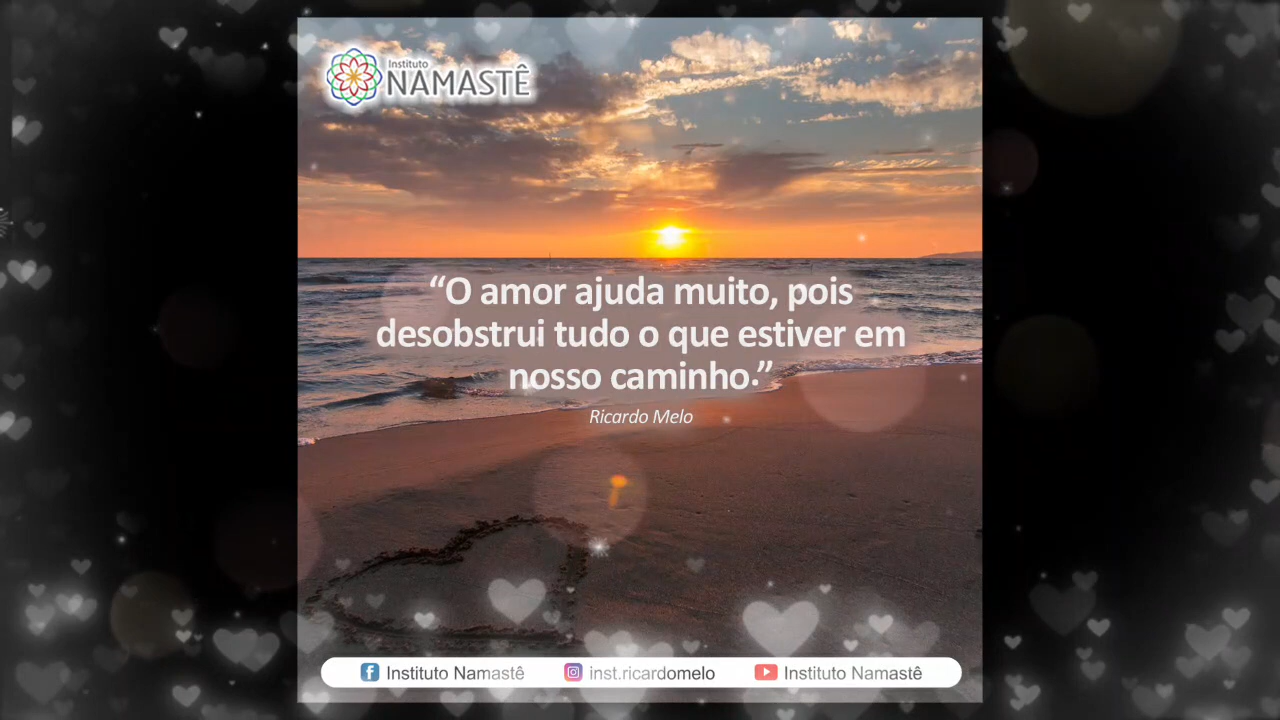 Instituto
NAMASTÊ
“O amor ajuda muito, pois
desobstrui tudo o que estiver em
nosso caminho.”
Ricardo Melo
Instituto Namastê inst.ricardomelo Instituto Namastê